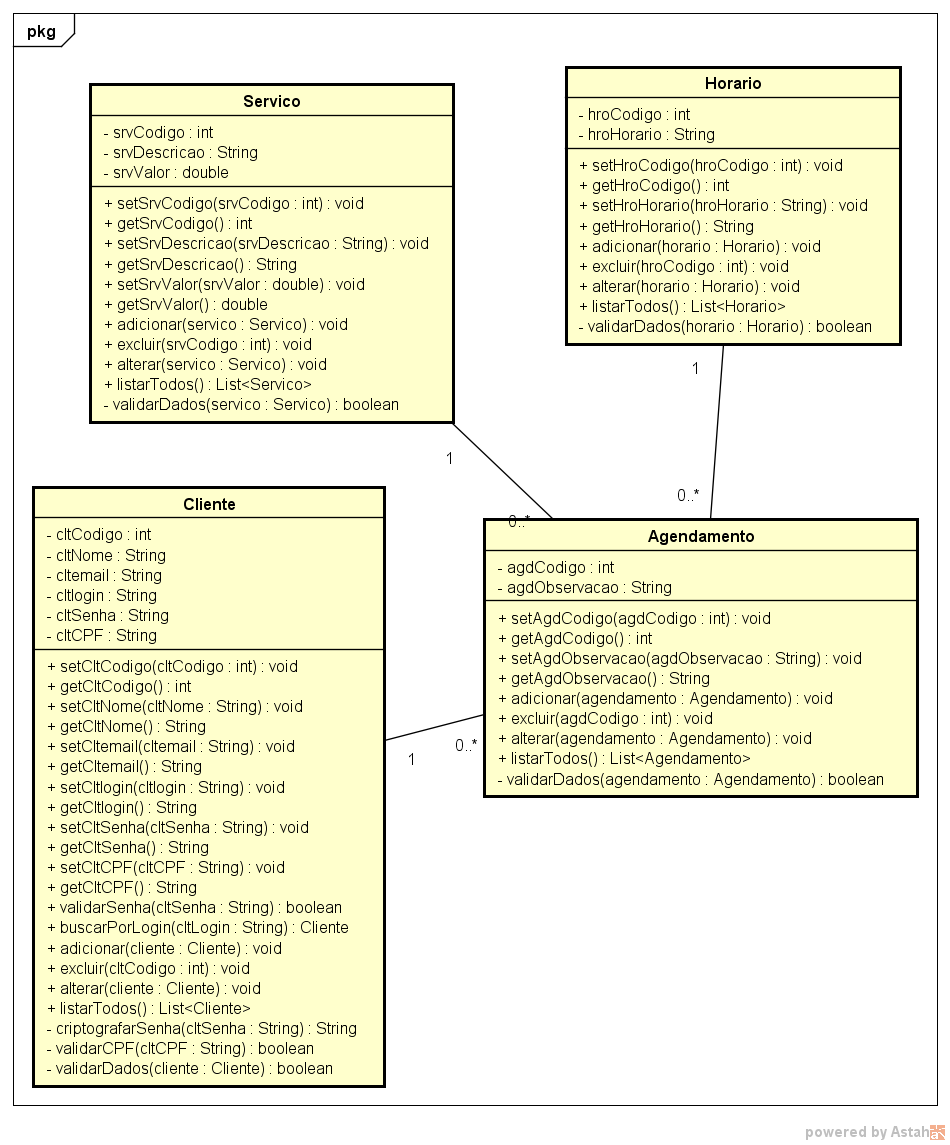 pkg
Servico
- srvCodigo : int
- srvDescricao : String
- srvValor : double
+ setSrvCodigo(srvCodigo : int) : void
+ getSrvCodigo() : int
+ setSrvDescricao(srvDescricao : String) : void
+ getSrvDescricao() : String
+ setSrvValor(srvValor : double) : void
+ getSrvValor() : double
+ adicionar(servico : Servico) : void
+ excluir(srvCodigo : int) : void
+ alterar(servico : Servico) : void
+ listarTodos() : List<Servico>
- validarDados(servico : Servico) : boolean
Horario
- hroCodigo : int
- hroHorario : String
+ setHroCodigo(hroCodigo : int) : void
+ getHroCodigo() : int
+ setHroHorario(hroHorario : String) : void
+ getHroHorario() : String
+ adicionar(horario : Horario) : void
+ excluir(hroCodigo : int) : void
+ alterar(horario : Horario) : void
+ listarTodos() : List<Horario>
- validarDados(horario : Horario) : boolean
1
1
0..*
0..*
Cliente
- cltCodigo : int
- cltNome : String
- cltemail : String
- cltlogin : String
- cltSenha : String
- cltCPF : String
+ setCltCodigo(cltCodigo : int) : void
+ getCltCodigo() : int
+ setCltNome(cltNome : String) : void
+ getCltNome() : String
+ setCltemail(cltemail : String) : void
+ getCltemail() : String
+ setCltlogin(cltlogin : String) : void
+ getCltlogin() : String
+ setCltSenha(cltSenha : String) : void
+ getCltSenha() : String
+ setCltCPF(cltCPF : String) : void
+ getCltCPF() : String
+ validarSenha(cltSenha : String) : boolean
+ buscarPorLogin(cltLogin : String) : Cliente
+ adicionar(cliente : Cliente) : void
+ excluir(cltCodigo : int) : void
+ alterar(cliente : Cliente) : void
+ listarTodos() : List<Cliente>
- criptografarSenha(cltSenha : String) : String
- validarCPF(cltCPF : String) : boolean
- validarDados(cliente : Cliente) : boolean
1
0..*
Agendamento
- agdCodigo : int
- agdObservacao : String
+ setAgdCodigo(agdCodigo : int) : void
+ getAgdCodigo() : int
+ setAgdObservacao(agdObservacao : String) : void
+ getAgdObservacao() : String
+ adicionar(agendamento : Agendamento) : void
+ excluir(agdCodigo : int) : void
+ alterar(agendamento : Agendamento) : void
+ listarTodos() : List<Agendamento>
- validarDados(agendamento : Agendamento) : boolean
powered by Astah